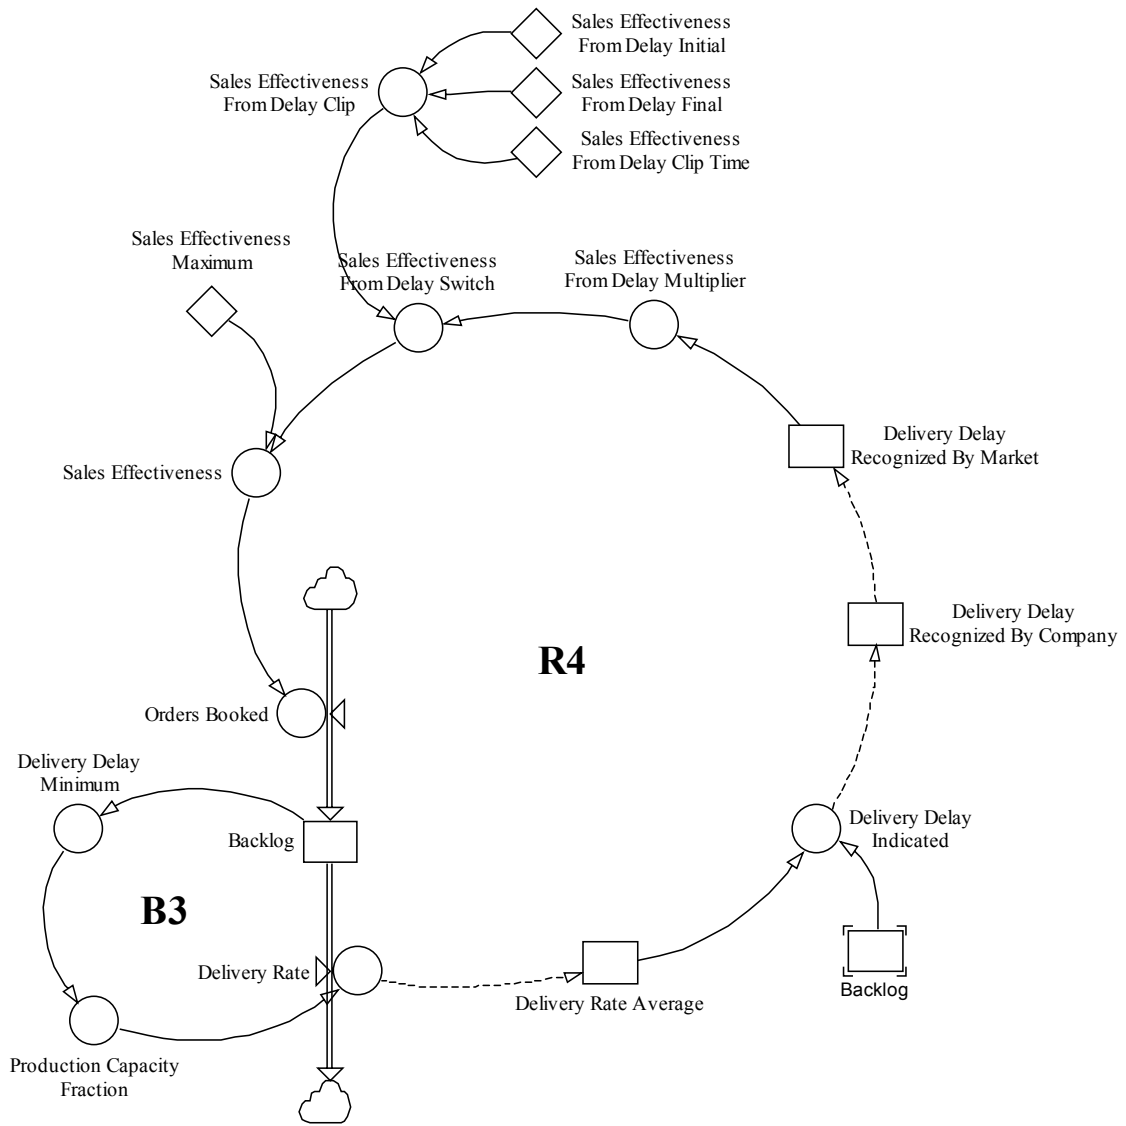 Sales Effectiveness
From Delay Initial
Sales Effectiveness
From Delay Clip
Sales Effectiveness
From Delay Final
Sales Effectiveness
From Delay Clip Time
Sales Effectiveness
Maximum
Sales Effectiveness
From Delay Switch
Sales Effectiveness
From Delay Multiplier
Delivery Delay
Recognized By Market
Sales Effectiveness
Delivery Delay
Recognized By Company
R4
Orders Booked
Delivery Delay
Minimum
Backlog
Delivery Delay
Indicated
B3
Delivery Rate
Delivery Rate Average
Backlog
Production Capacity
Fraction